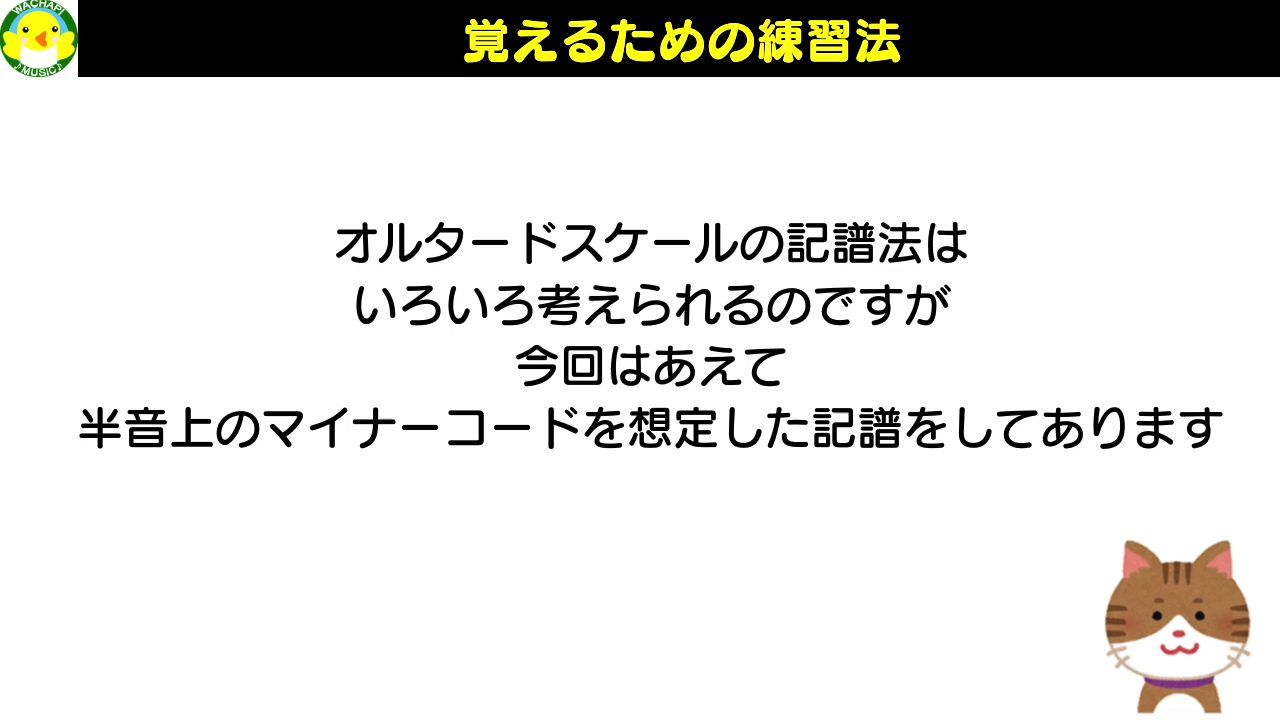 WACHAPI
♪MUSIC♪
覚えるための練習法
オルタードスケールの記譜法は
いろいろ考えられるのですが
今回はあえて
半音上のマイナーコードを想定した記譜をしてあります